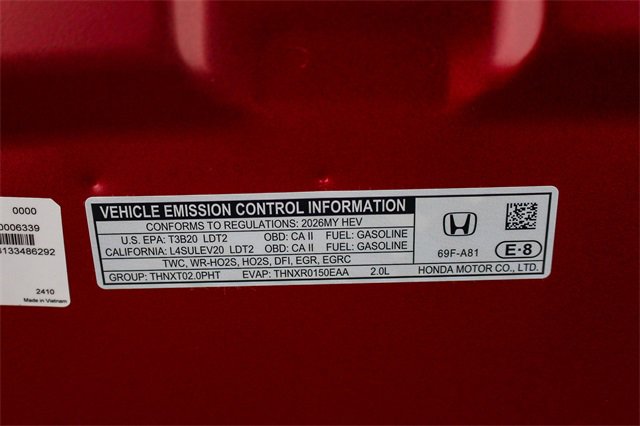 0000
0006339
6133486292
2410
Made in Vietnam
VEHICLE EMISSION CONTROL INFORMATION
CONFORMS TO REGULATIONS: 2026MY HEV
U.S. EPA: T3B20 LDT2 OBD: CA II FUEL: GASOLINE
CALIFORNIA: L4SULEV20 LDT2 OBD: CA II FUEL: GASOLINE
TWC, WR-HO2S, HO2S, DFI, EGR, EGRC
GROUP: THNXT02.0PHT EVAP: THNXR0150EAA 2.0L
69F-A81
E-8
HONDA MOTOR CO., LTD.